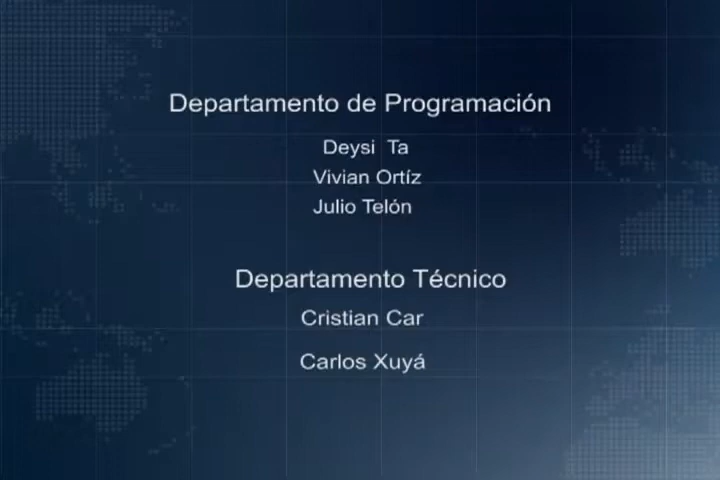 Departamento de Programación
Deysi Ta
Vivian Ortíz
Julio Telón
Departamento Técnico
Cristian Car
Carlos Xuyá